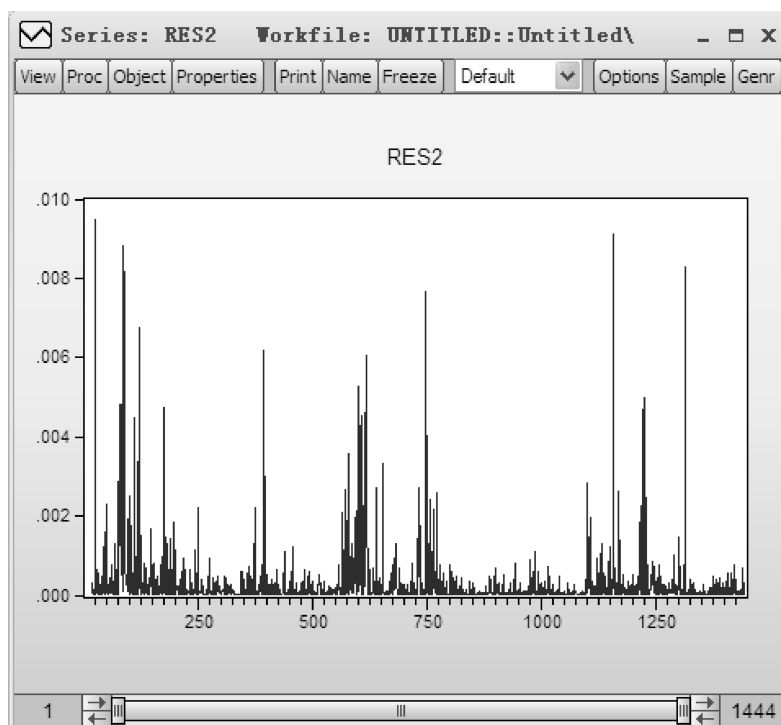 Series: RES2 Workfile: UNTITLED::Untitled\
View Proc Object Properties Print Name Freeze Default Options Sample Genr
RES2
.010
.008
.006
.004
.002
.000
250 500 750 1000 1250
1 1444